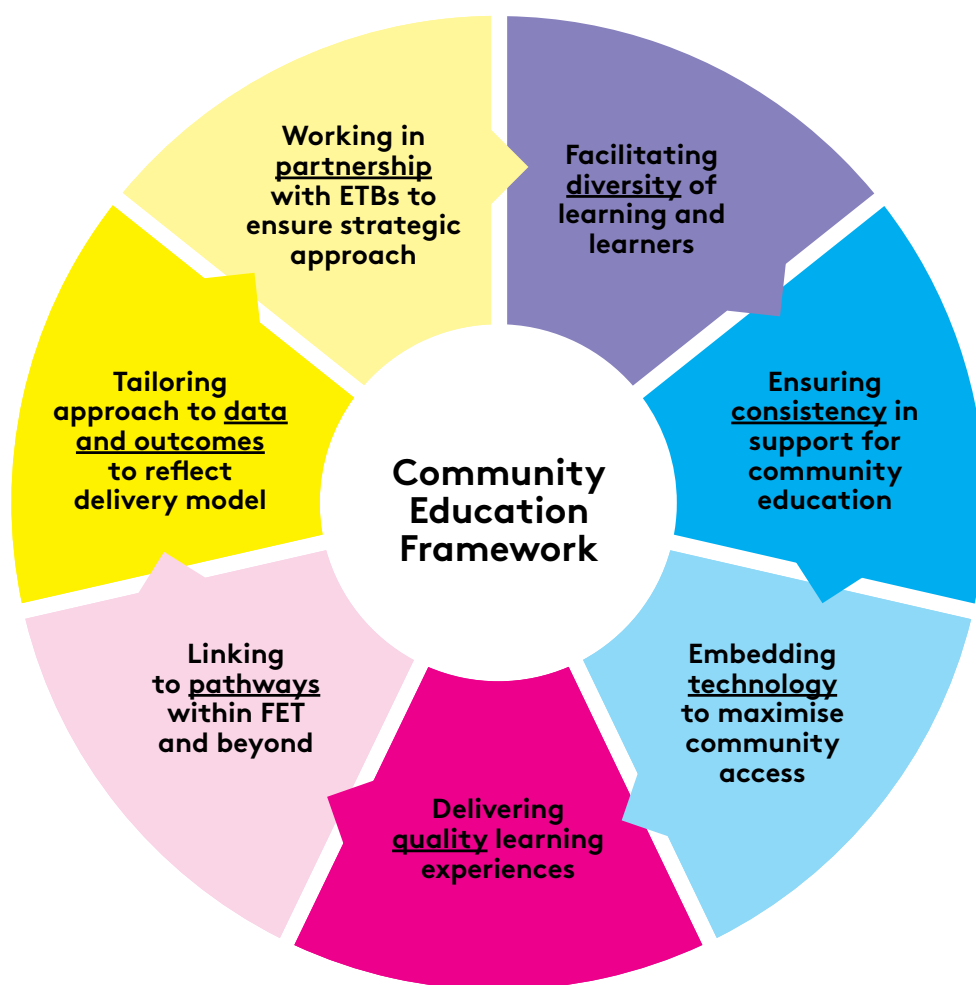 Working in
partnership
with ETBs to
ensure strategic
approach
Facilitating
diversity of
learning and
learners
Ensuring
consistency in
support for
community
education
Embedding
technology
to maximise
community
access
Delivering
quality learning
experiences
Linking
to pathways
within FET
and beyond
Tailoring
approach to data
and outcomes
to reflect
delivery model
Community
Education
Framework